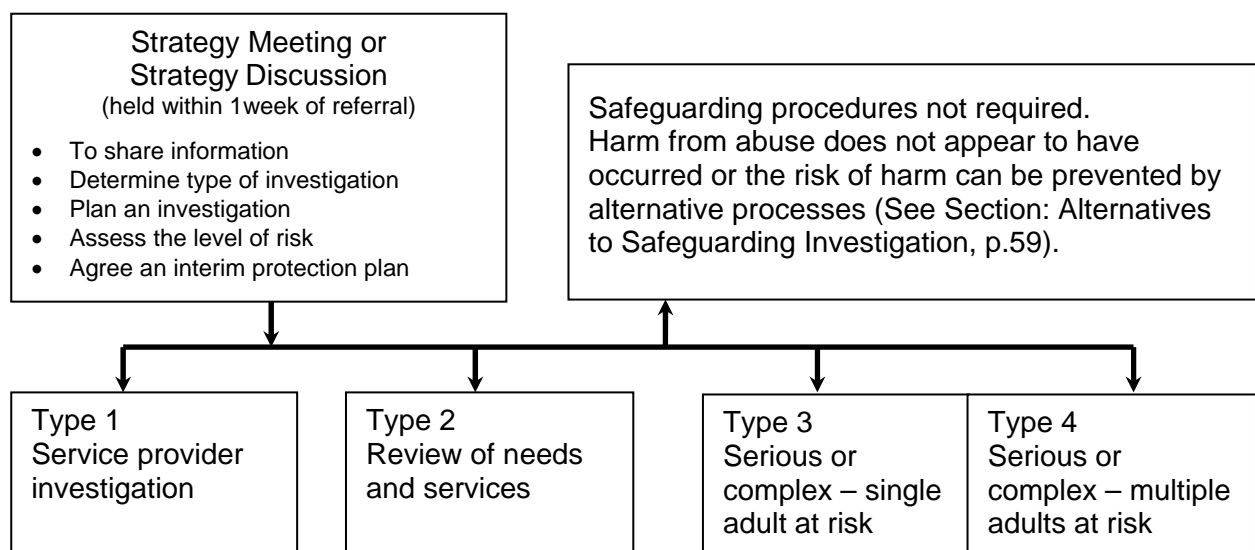 Strategy Meeting or
Strategy Discussion
(held within 1week of referral)
• To share information
• Determine type of investigation
• Plan an investigation
• Assess the level of risk
• Agree an interim protection plan
Safeguarding procedures not required.
Harm from abuse does not appear to have
occurred or the risk of harm can be prevented by
alternative processes (See Section: Alternatives
to Safeguarding Investigation, p.59).
Type 1
Service provider
investigation
Type 2
Review of needs
and services
Type 3
Serious or
complex – single
adult at risk
Type 4
Serious or
complex – multiple
adults at risk